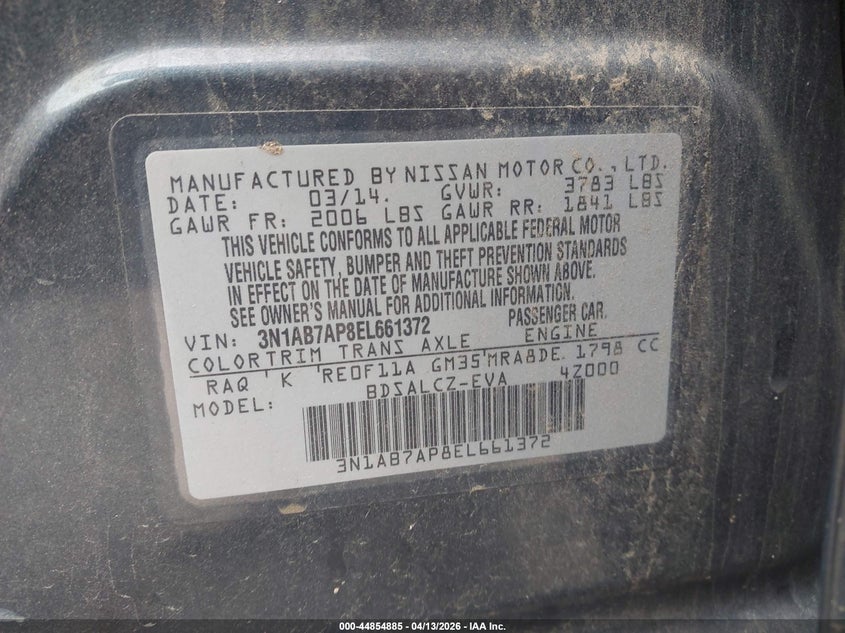 MANUFACTURED BY NISSAN MOTOR CO., LTD.
DATE: 03/14. GVWR: 3783 LBS
GAWR FR: 2006 LBS GAWR RR: 1841 LBS
THIS VEHICLE CONFORMS TO ALL APPLICABLE FEDERAL MOTOR
VEHICLE SAFETY, BUMPER AND THEFT PREVENTION STANDARDS
IN EFFECT ON THE DATE OF MANUFACTURE SHOWN ABOVE.
SEE OWNER'S MANUAL FOR ADDITIONAL INFORMATION.
VIN: 3N1AB7AP8EL661372 PASSENGER CAR.
COLORTRIM TRANS AXLE ENGINE
RAQ 'K 'RE0F11A GM35'MRA8DE. 1798 CC
MODEL: BDSALCZ-EVA 4Z000
3N1AB7AP8EL661372
000-44854885 - 04/13/2026 - IAA Inc.